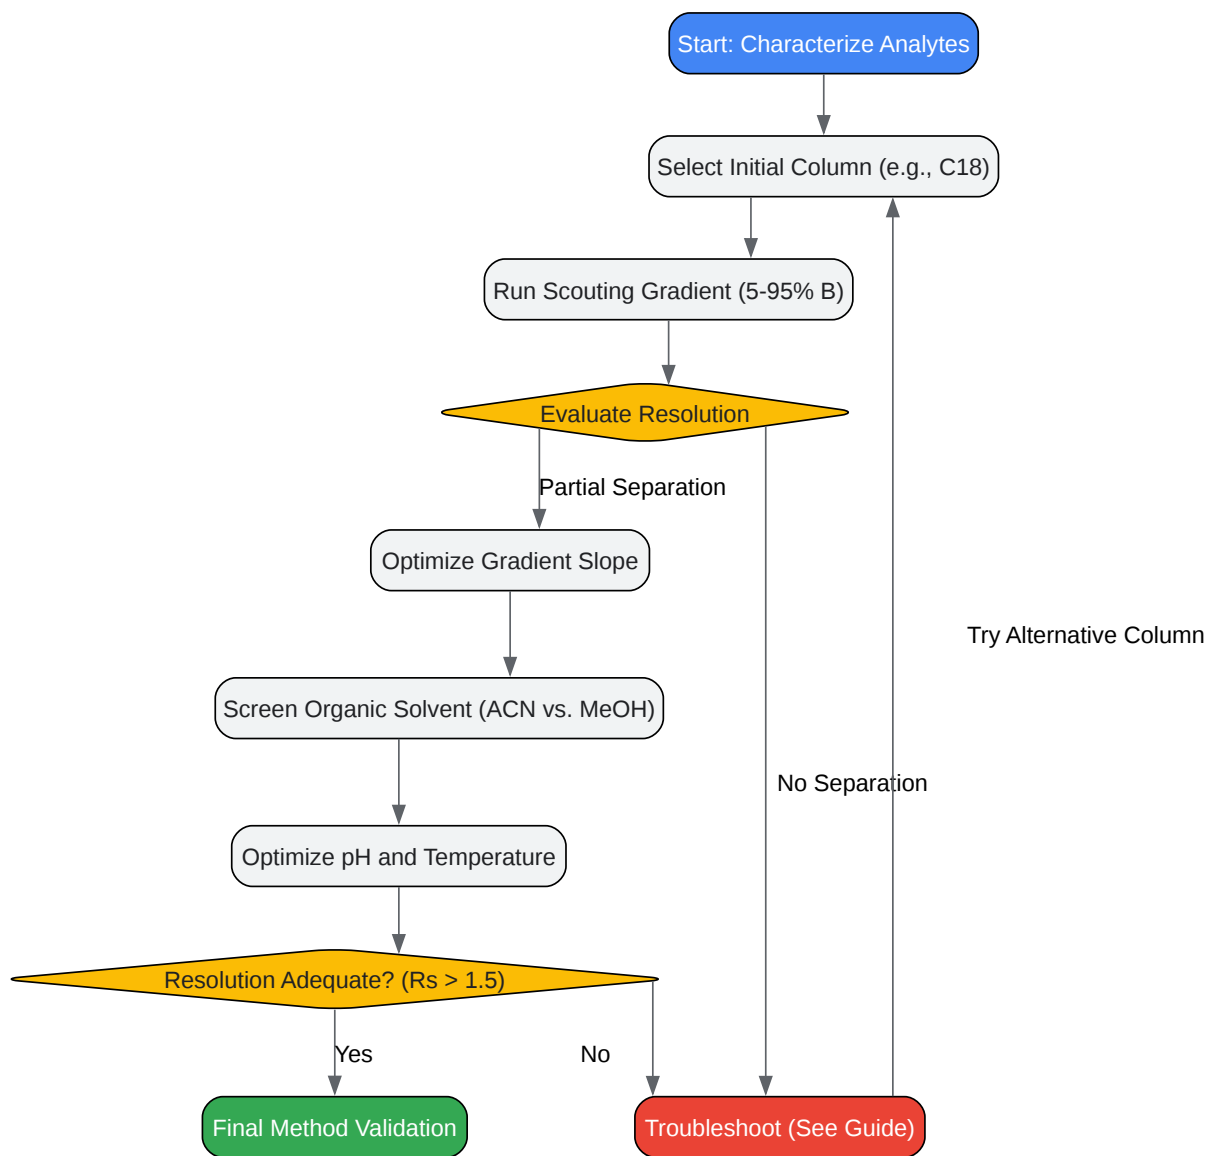 Start: Characterize Analytes
Select Initial Column (e.g., C18)
Run Scouting Gradient (5-95% B)
Evaluate Resolution
Partial Separation
Optimize Gradient Slope
Try Alternative Column
Screen Organic Solvent (ACN vs. MeOH)
No Separation
Optimize pH and Temperature
Resolution Adequate? (Rs > 1.5)
Yes
No
Final Method Validation
Troubleshoot (See Guide)